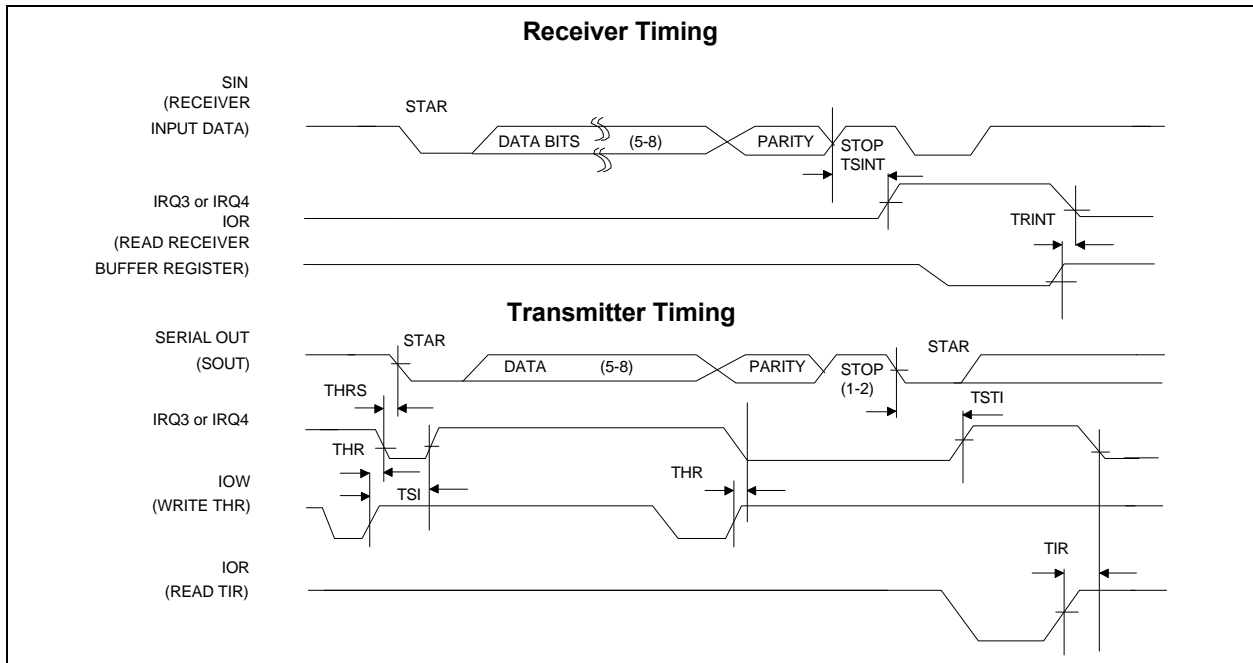 Receiver Timing
SIN
(RECEIVER
INPUT DATA)
STAR
DATA BITS (5-8)
PARITY
STOP
TSINT
IRQ3 or IRQ4
IOR
(READ RECEIVER
BUFFER REGISTER)
TRINT
Transmitter Timing
SERIAL OUT
(SOUT)
STAR
DATA (5-8)
PARITY
STOP
(1-2)
STAR
THRS
TSTI
IRQ3 or IRQ4
THR
THR
IOW
(WRITE THR)
TSI
TIR
IOR
(READ TIR)